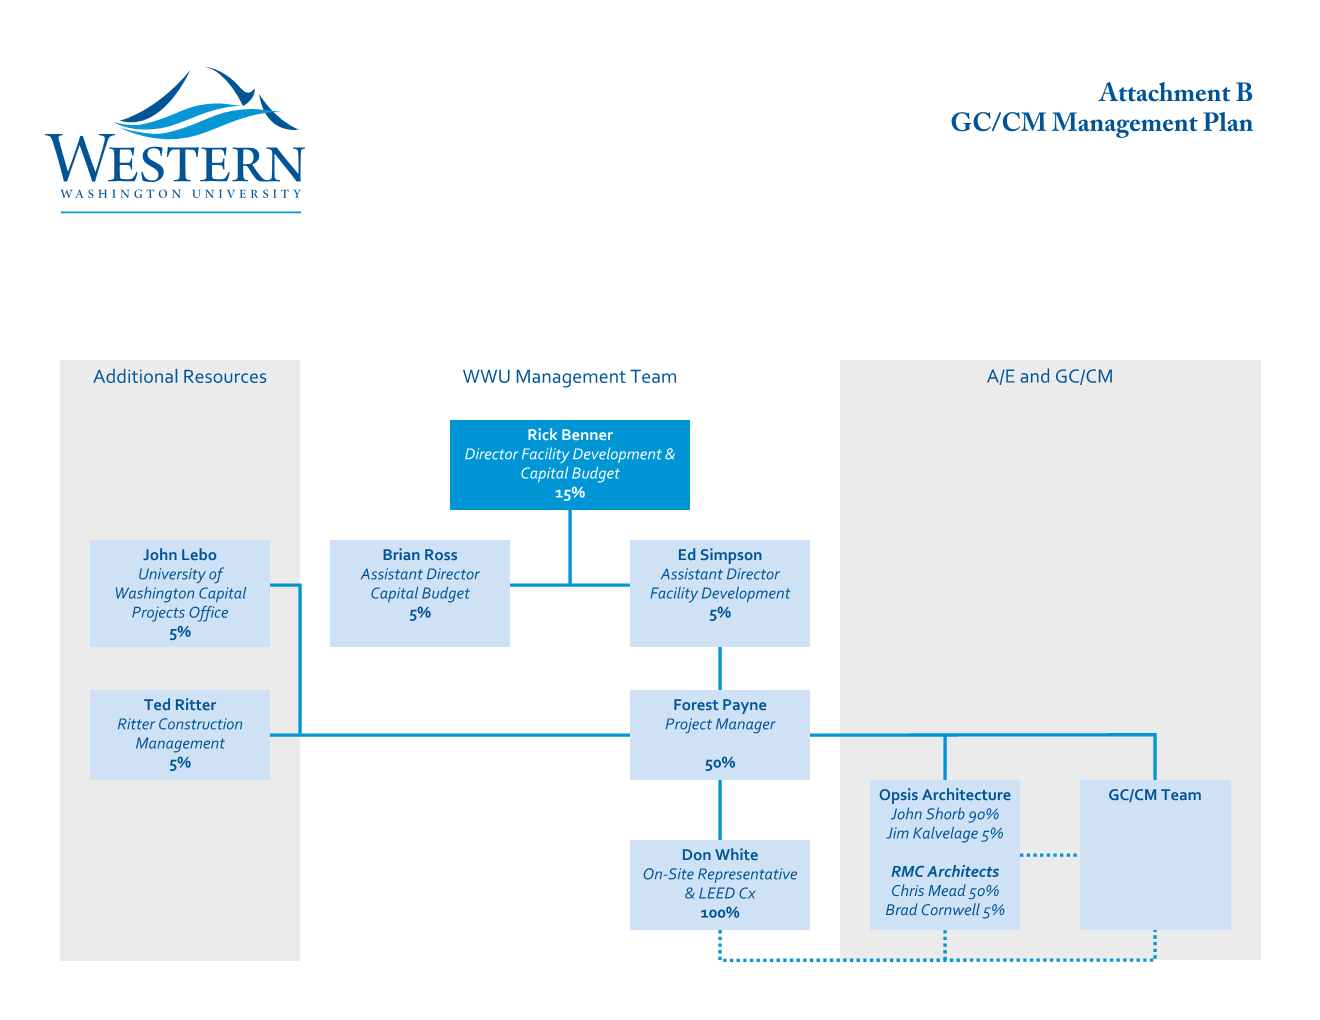 WESTERN
WASHINGTON UNIVERSITY
Attachment B
GC/CM Management Plan
Additional Resources
WWU Management Team
A/E and GC/CM
Rick Benner
Director Facility Development &
Capital Budget
15%
John Lebo
University of
Washington Capital
Projects Office
5%
Brian Ross
Assistant Director
Capital Budget
5%
Ed Simpson
Assistant Director
Facility Development
5%
Ted Ritter
Ritter Construction
Management
5%
Forest Payne
Project Manager
50%
Don White
On-Site Representative
& LEED Cx
100%
Opsis Architecture
John Shorb 90%
Jim Kalvelage 5%
RMC Architects
Chris Mead 50%
Brad Cornwell 5%
GC/CM Team